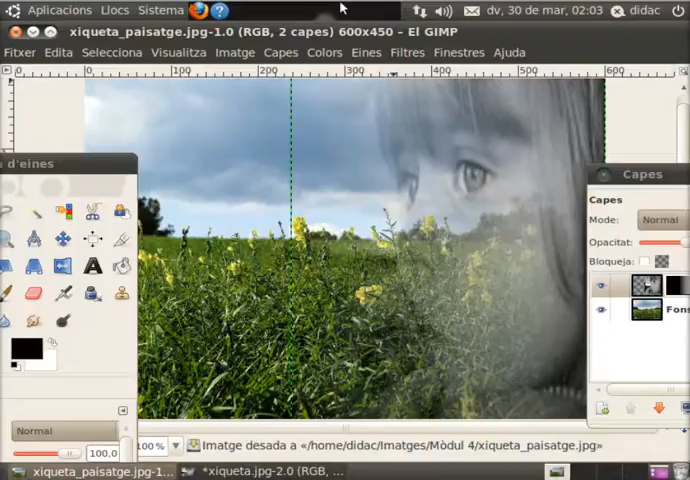 Aplicacions Llocs Sistema dv, 30 de mar, 02:03 didac
xiqueta_paisatge.jpg-1.0 (RGB, 2 capes) 600x450 – El GIMP
Fitxer Edita Selecciona Visualitza Imatge Capes Colors Eines Filtres Finestres Ajuda
0 100 200 300 400 500 600
a d'eines
Capes
Capes
Mode: Normal
Opacitat:
Bloqueja:
Fons
Normal
100,0
100% Imatge desada a «/home/didac/Imatges/Mòdul 4/xiqueta_paisatge.jpg»
xiqueta_paisatge.jpg-1... *xiqueta.jpg-2.0 (RGB, ...